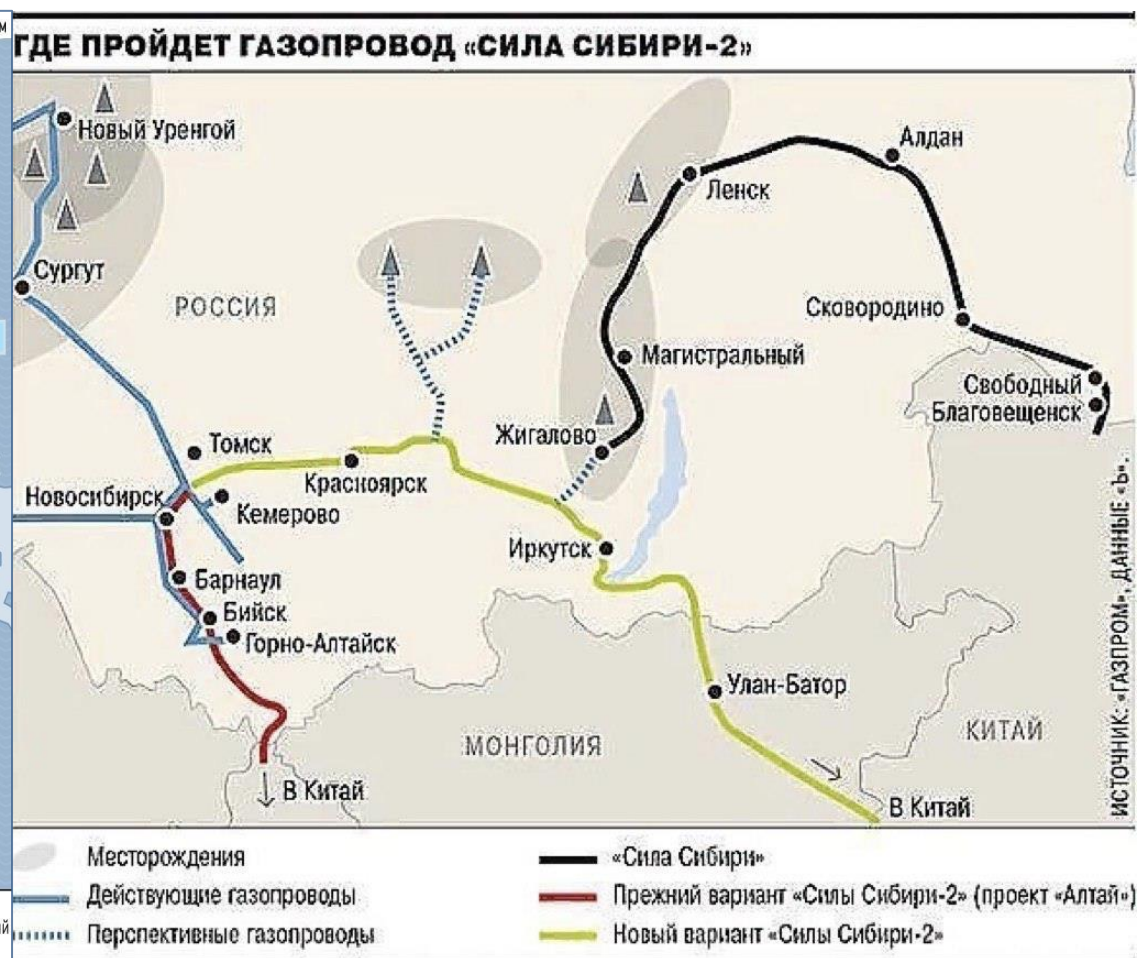 ГДЕ ПРОЙДЕТ ГАЗОПРОВОД «СИЛА СИБИРИ-2»
Новый Уренгой
Алдан
Ленск
Сургут
РОССИЯ
Сковородино
Магистральный
Свободный
Благовещенск
Жигалово
Томск
Красноярск
Новосибирск
Кемерово
Иркутск
Барнаул
Бийск
Горно-Алтайск
Улан-Батор
МОНГОЛИЯ
КИТАЙ
В Китай
В Китай
ИСТОЧНИК: «ГАЗПРОМ», ДАННЫЕ «Ъ».
Месторождения
Действующие газопроводы
Перспективные газопроводы
«Сила Сибири»
Прежний вариант «Силы Сибири-2» (проект «Алтай»)
Новый вариант «Силы Сибири-2»